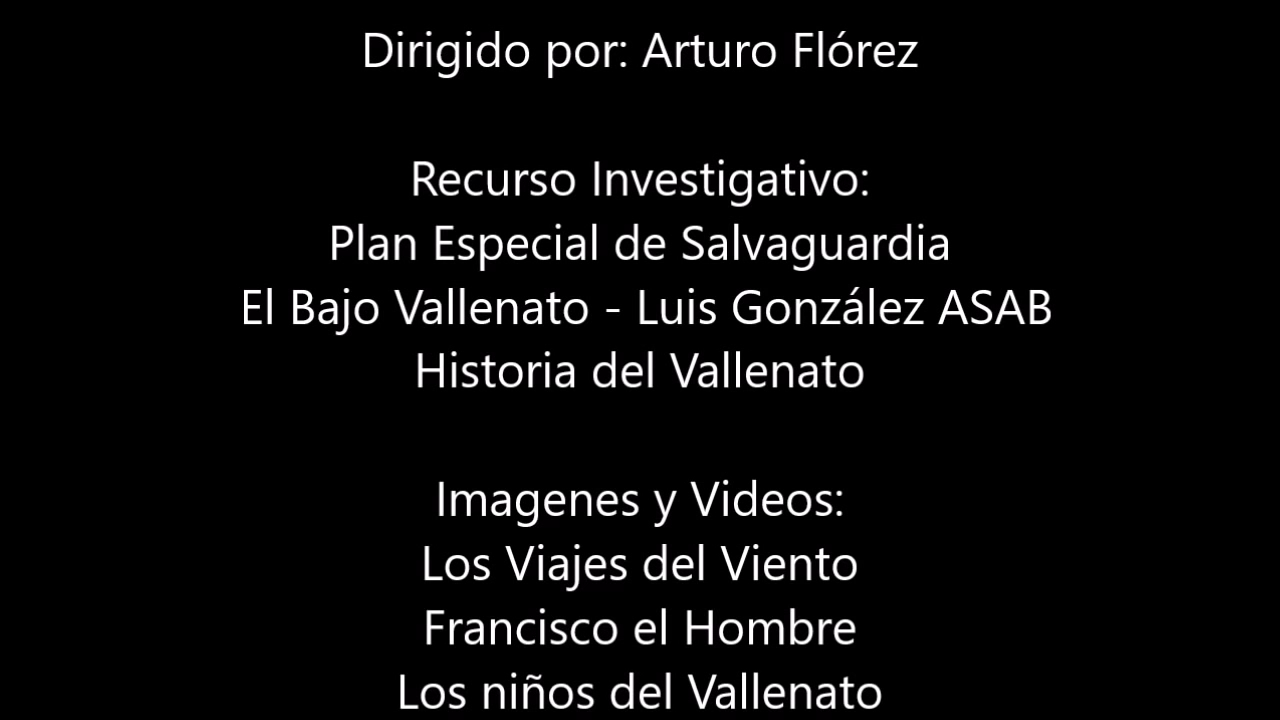 Dirigido por: Arturo Flórez
Recurso Investigativo:
Plan Especial de Salvaguardia
El Bajo Vallenato - Luis González ASAB
Historia del Vallenato
Imagenes y Videos:
Los Viajes del Viento
Francisco el Hombre
Los niños del Vallenato